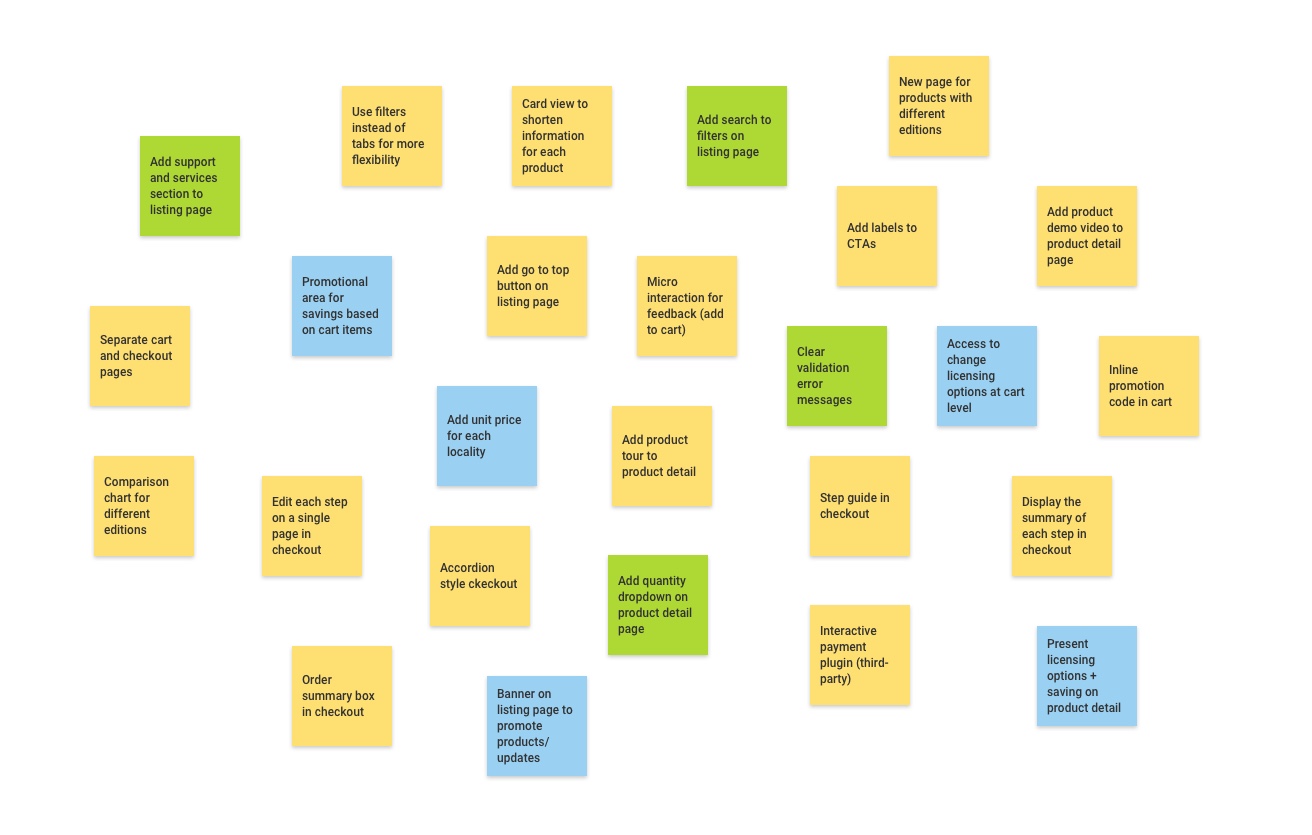 New page for
products with
different
editions
Use filters
instead of
tabs for more
flexibility
Card view to
shorten
information
for each
product
Add search to
filters on
listing page
Add support
and services
section to
listing page
Add labels to
CTAs
Add product
demo video to
product detail
page
Promotional
area for
savings based
on cart items
Add go to top
button on
listing page
Micro
interaction for
feedback (add
to cart)
Separate cart
and checkout
pages
Clear
validation
error
messages
Access to
change
licensing
options at cart
level
Inline
promotion
code in cart
Add unit price
for each
locality
Add product
tour to
product detail
Comparison
chart for
different
editions
Edit each step
on a single
page in
checkout
Step guide in
checkout
Display the
summary of
each step in
checkout
Accordion
style ckeckout
Add quantity
dropdown on
product detail
page
Interactive
payment
plugin (third-
party)
Present
licensing
options +
saving on
product detail
Order
summary box
in checkout
Banner on
listing page to
promote
products/
updates